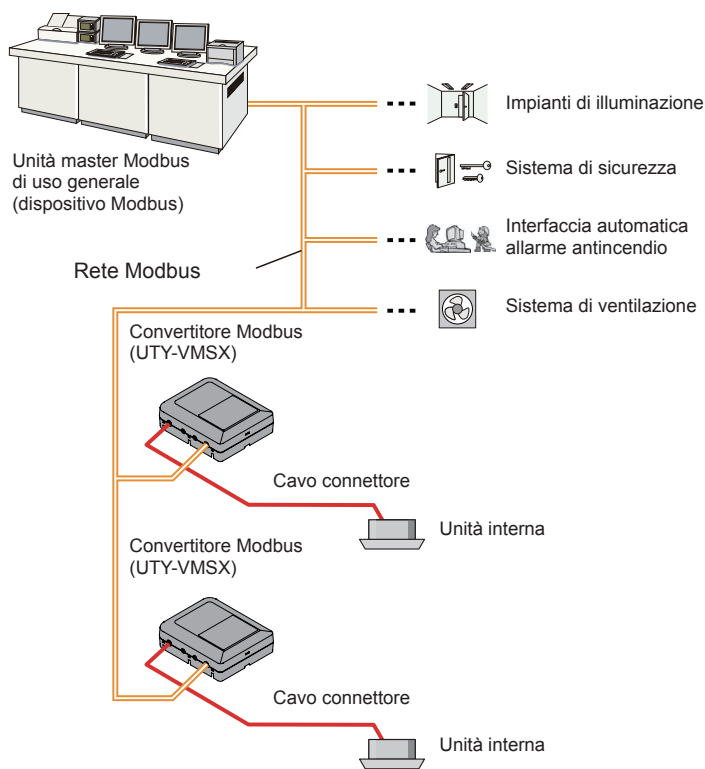 Impianti di illuminazione
Unità master Modbus
di uso generale
(dispositivo Modbus)
Sistema di sicurezza
Interfaccia automatica
allarme antincendio
Rete Modbus
Sistema di ventilazione
Convertitore Modbus
(UTY-VMSX)
Cavo connettore
Unità interna
Convertitore Modbus
(UTY-VMSX)
Cavo connettore
Unità interna